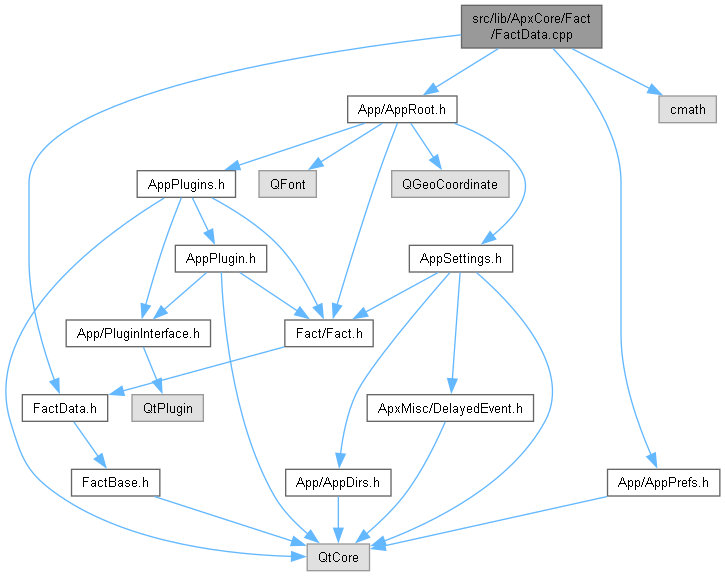 src/lib/ApxCore/Fact
/FactData.cpp
App/AppRoot.h
cmath
AppPlugins.h
QFont
QGeoCoordinate
AppPlugin.h
AppSettings.h
App/PluginInterface.h
Fact/Fact.h
FactData.h
QtPlugin
ApxMisc/DelayedEvent.h
FactBase.h
App/AppDirs.h
App/AppPrefs.h
QtCore